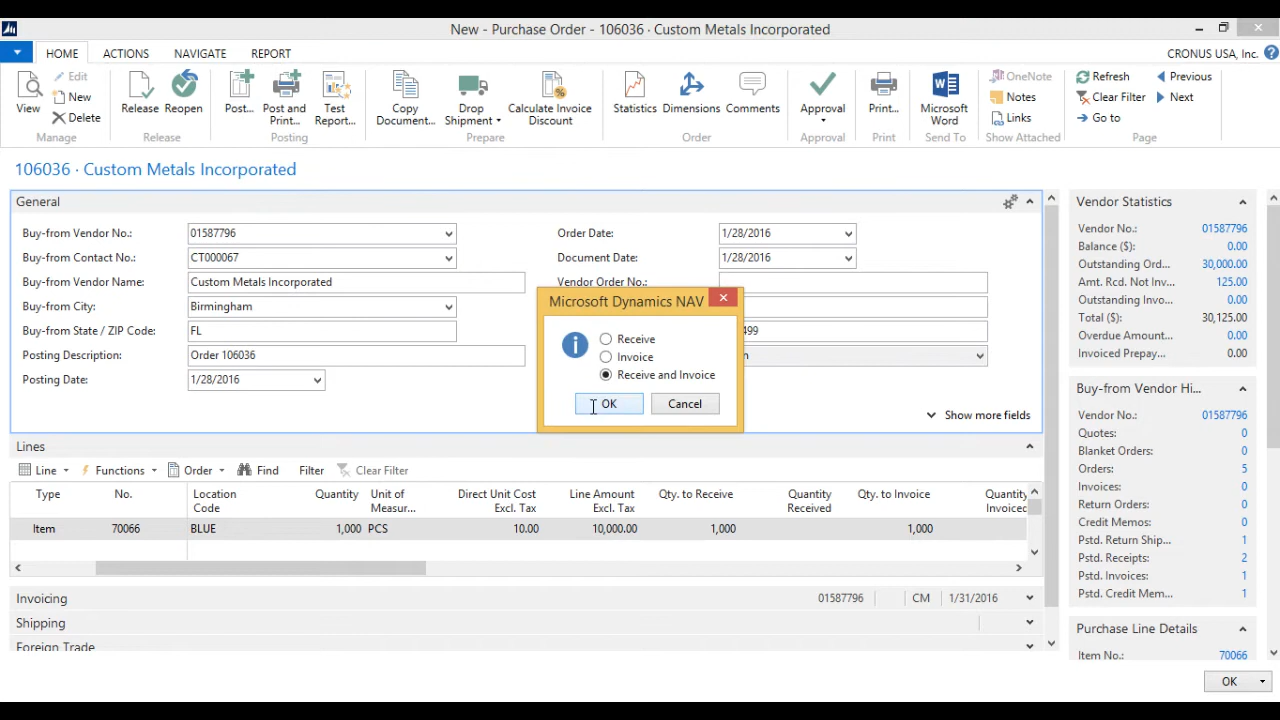 New - Purchase Order - 106036 · Custom Metals Incorporated
HOME ACTIONS NAVIGATE REPORT CRONUS USA, Inc.
View Edit New Delete Manage
Release Reopen Release
Post... Post and Print... Test Report... Posting
Copy Document... Drop Shipment Calculate Invoice Discount Prepare
Statistics Dimensions Comments Order
Approval Approval
Print... Print
Microsoft Word Send To
OneNote Notes Links Show Attached
Refresh Clear Filter Go to Previous Next Page
106036 · Custom Metals Incorporated
General
Buy-from Vendor No.: 01587796
Buy-from Contact No.: CT000067
Buy-from Vendor Name: Custom Metals Incorporated
Buy-from City: Birmingham
Buy-from State / ZIP Code: FL
Posting Description: Order 106036
Posting Date: 1/28/2016
Order Date: 1/28/2016
Document Date: 1/28/2016
Vendor Order No.:
499
Show more fields
Microsoft Dynamics NAV
Receive
Invoice
Receive and Invoice
OK Cancel
Lines
Line Functions Order Find Filter Clear Filter
Type No. Location Code Quantity Unit of Measur... Direct Unit Cost Excl. Tax Line Amount Excl. Tax Qty. to Receive Quantity Received Qty. to Invoice Quantity Invoiced
Item 70066 BLUE 1,000 PCS 10.00 10,000.00 1,000 1,000
Invoicing 01587796 CM 1/31/2016
Shipping
Foreign Trade
Vendor Statistics
Vendor No.: 01587796
Balance ($): 0.00
Outstanding Ord... 30,000.00
Amt. Rcd. Not Inv... 125.00
Outstanding Invo... 0.00
Total ($): 30,125.00
Overdue Amount... 0.00
Invoiced Prepay... 0.00
Buy-from Vendor Hi...
Vendor No.: 01587796
Quotes: 0
Blanket Orders: 0
Orders: 5
Invoices: 0
Return Orders: 0
Credit Memos: 0
Pstd. Return Ship... 1
Pstd. Receipts: 2
Pstd. Invoices: 1
Pstd. Credit Mem... 1
Purchase Line Details
Item No.: 70066
OK